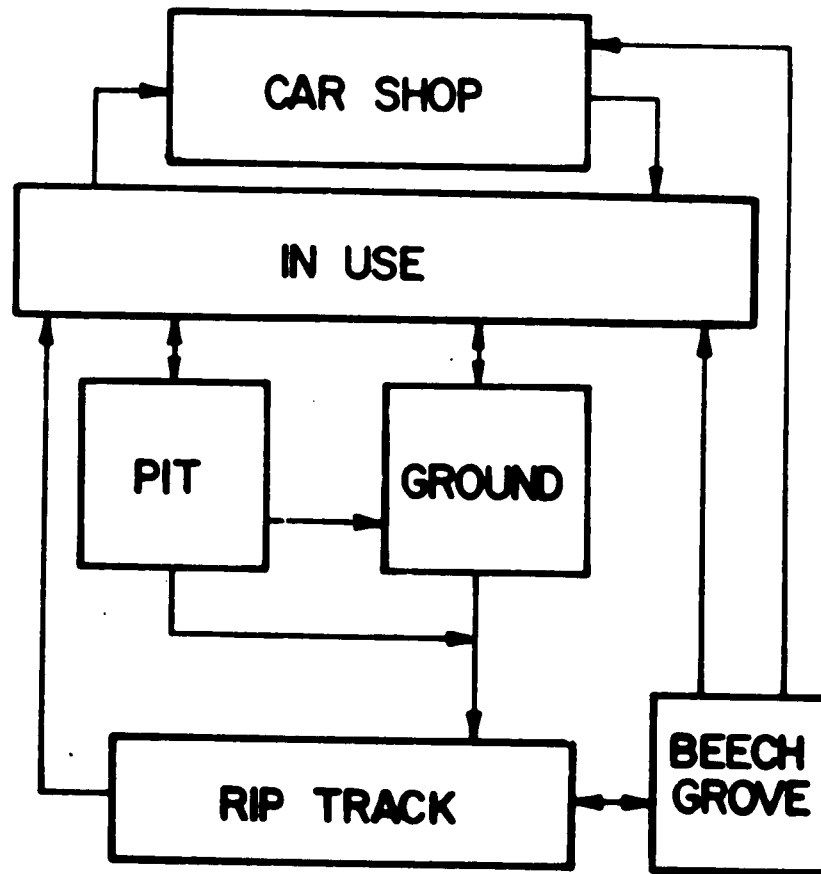 CAR SHOP
IN USE
PIT
GROUND
RIP TRACK
BEECH
GROVE